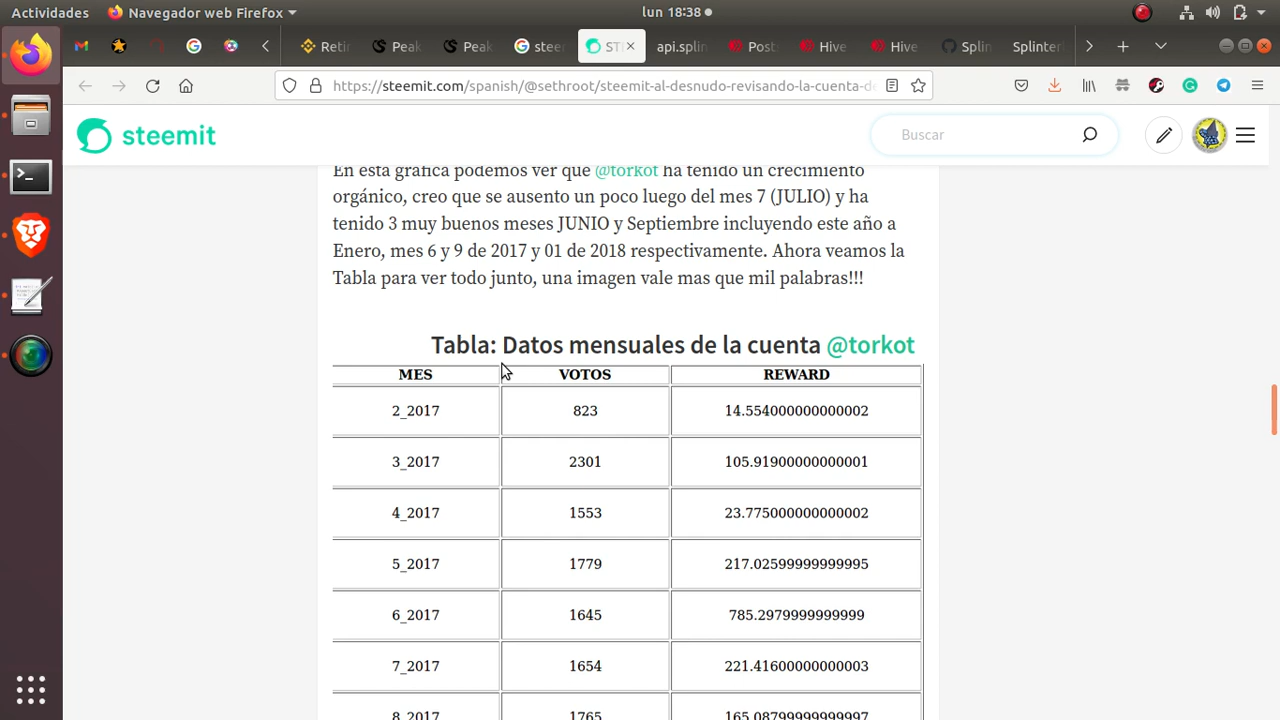 Actividades
Navegador web Firefox
lun 18:38
Retir
Peak
Peak
stee
ST
api.splin
Post
Hive
Hive
Splin
Splinter
https://steemit.com/spanish/@sethroot/steemit-al-desnudo-revisando-la-cuenta-de
steemit
Buscar
En esta grafica podemos ver que @torkot ha tenido un crecimiento
orgánico, creo que se ausento un poco luego del mes 7 (JULIO) y ha
tenido 3 muy buenos meses JUNIO y Septiembre incluyendo este año a
Enero, mes 6 y 9 de 2017 y 01 de 2018 respectivamente. Ahora veamos la
Tabla para ver todo junto, una imagen vale mas que mil palabras!!!
Tabla: Datos mensuales de la cuenta @torkot
MES VOTOS REWARD
2_2017 823 14.554000000000002
3_2017 2301 105.91900000000001
4_2017 1553 23.775000000000002
5_2017 1779 217.02599999999995
6_2017 1645 785.2979999999999
7_2017 1654 221.41600000000003
8_2017 1765 165.08799999999997